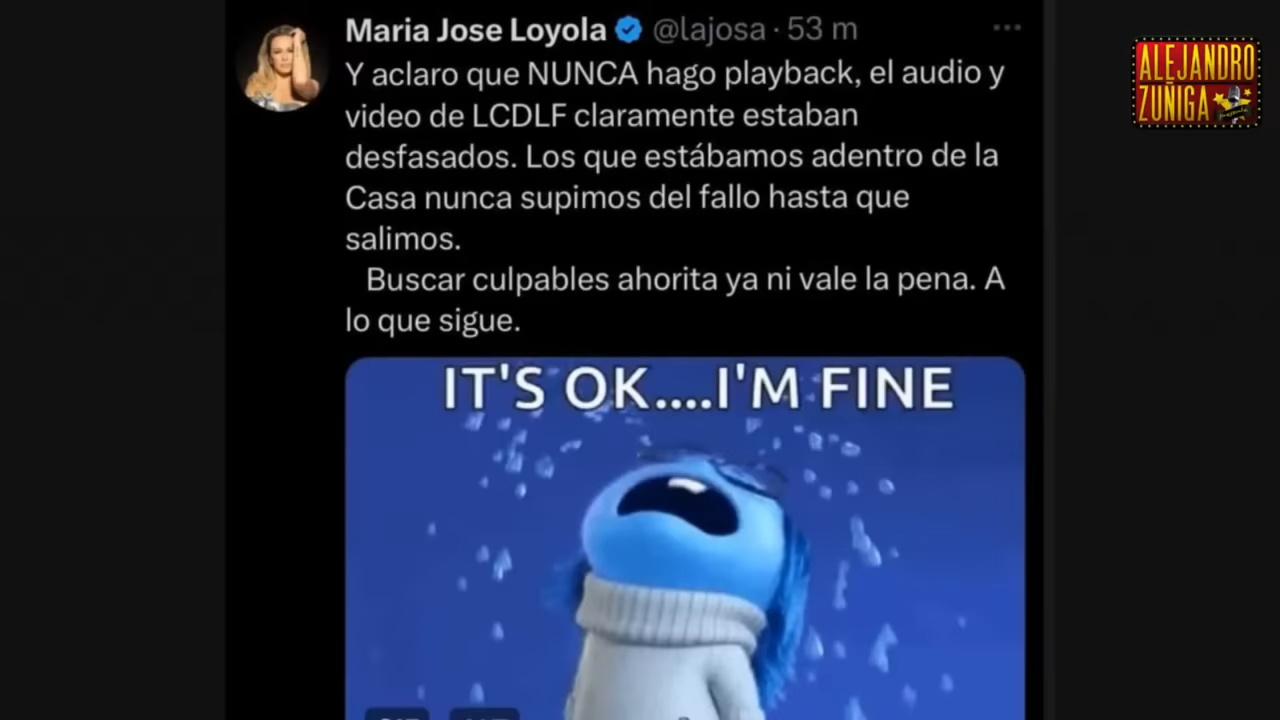 Maria Jose Loyola @lajosa · 53 m
Y aclaro que NUNCA hago playback, el audio y
video de LCDLF claramente estaban
desfasados. Los que estábamos adentro de la
Casa nunca supimos del fallo hasta que
salimos.
Buscar culpables ahorita ya ni vale la pena. A
lo que sigue.
IT'S OK....I'M FINE
ALEJANDRO
ZUÑIGA